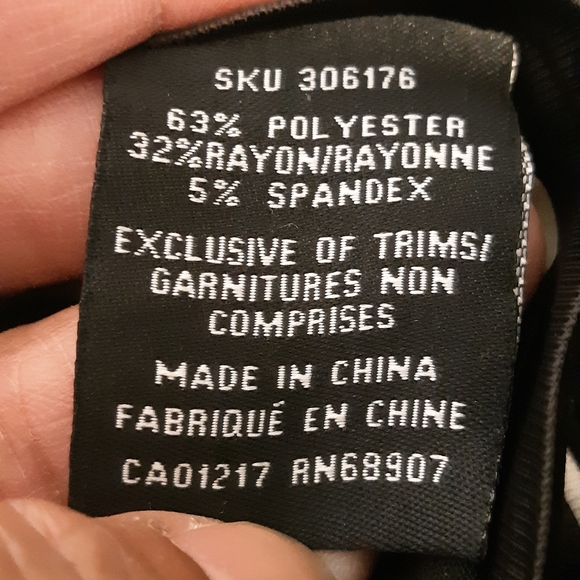 SKU 306176
63% POLYESTER
32%RAYON/RAYONNE
5% SPANDEX
EXCLUSIVE OF TRIMS/
GARNITURES NON
COMPRISES
MADE IN CHINA
FABRIQUÉ EN CHINE
CA01217 RN68907